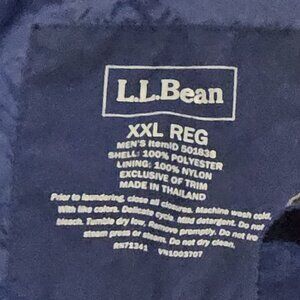 L.L.Bean
XXL REG
MEN'S ItemID 501838
SHELL: 100% POLYESTER
LINING: 100% NYLON
EXCLUSIVE OF TRIM
MADE IN THAILAND
Prior to laundering, close all closures. Machine wash cold,
With like colors. Delicate cycle. Mild detergent. Do not
bleach. Tumble dry low, Remove promptly. Do not iro
steam press or steam. Do not dry clean.
RN71341 VN1003707